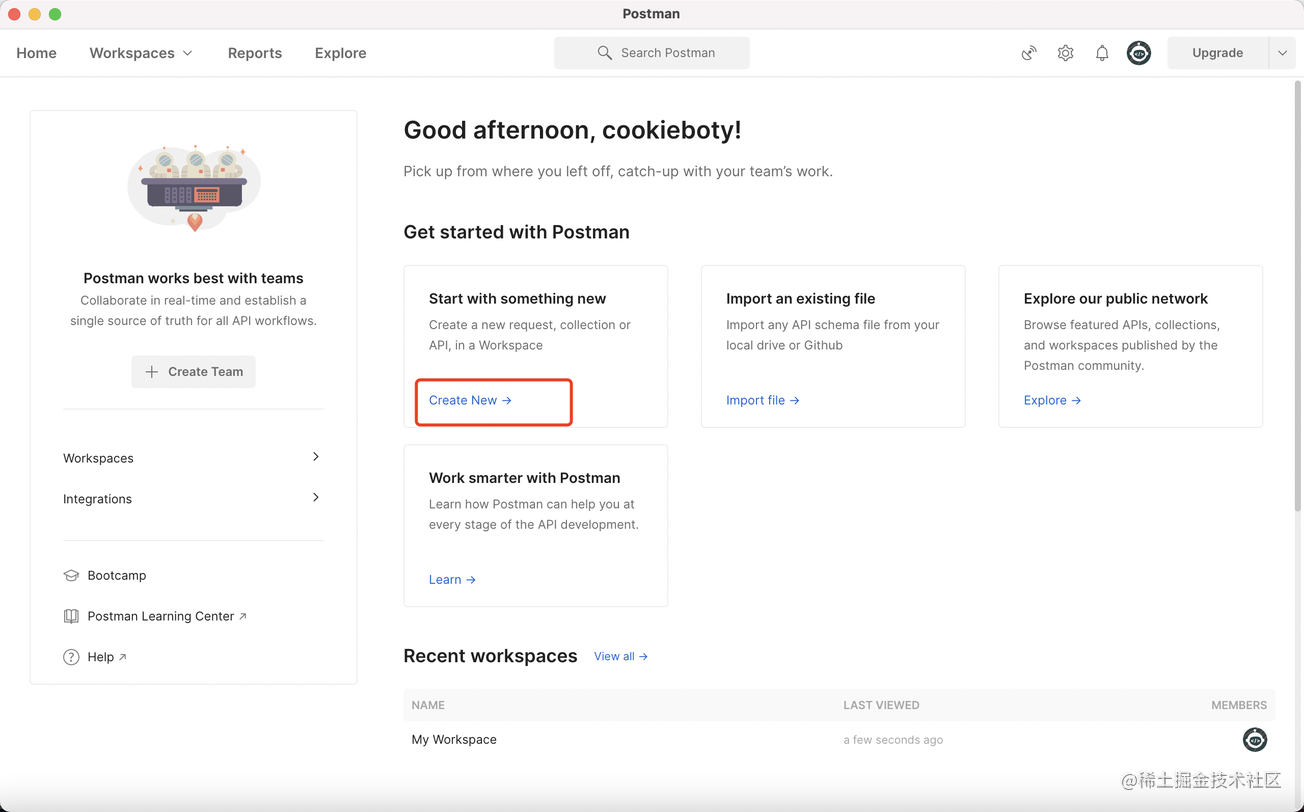 Postman
Home
Workspaces
Reports
Explore
Search Postman
Upgrade
Postman works best with teams
Collaborate in real-time and establish a
single source of truth for all API workflows.
Create Team
Workspaces
Integrations
Bootcamp
Postman Learning Center
Help
Good afternoon, cookieboty!
Pick up from where you left off, catch-up with your team’s work.
Get started with Postman
Start with something new
Create a new request, collection or
API, in a Workspace
Create New →
Import an existing file
Import any API schema file from your
local drive or Github
Import file →
Explore our public network
Browse featured APIs, collections,
and workspaces published by the
Postman community.
Explore →
Work smarter with Postman
Learn how Postman can help you at
every stage of the API development.
Learn →
Recent workspaces
View all →
NAME
LAST VIEWED
MEMBERS
My Workspace
a few seconds ago
@稀土掘金技术社区